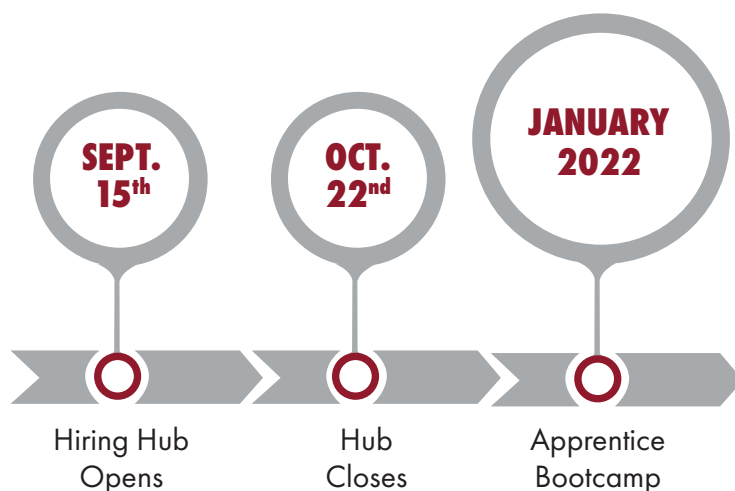 SEPT.
15th
OCT.
22nd
JANUARY
2022
Hiring Hub
Opens
Hub
Closes
Apprentice
Bootcamp